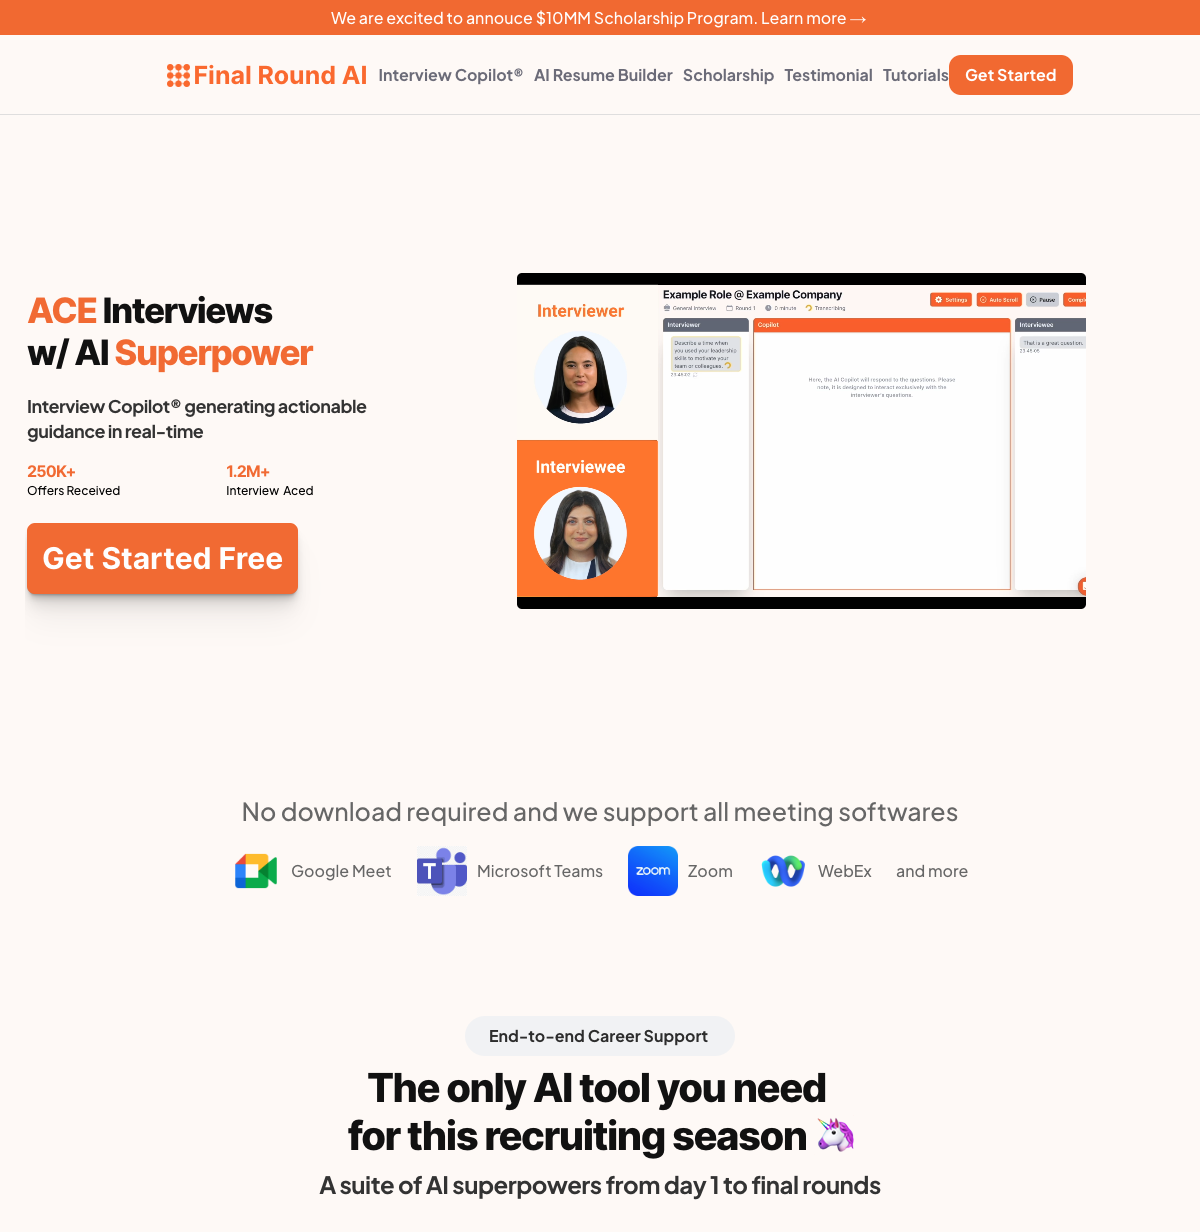 We are excited to annouce $10MM Scholarship Program. Learn more →
Final Round AI Interview Copilot® AI Resume Builder Scholarship Testimonial Tutorials Get Started
ACE Interviews
w/ AI Superpower
Interview Copilot® generating actionable
guidance in real-time
250K+ 1.2M+
Offers Received Interview Aced
Get Started Free
Interviewer
Interviewee
Example Role @ Example Company
General Interview Round 1 0 minute Transcribing
Settings Auto Scroll Pause
Interviewer Copilot Interviewee
Describe a time when
you used your leadership
skills to motivate your
team or colleagues.
Here, the AI Copilot will respond to the questions. Please
note, it is designed to interact exclusively with the
interviewer's questions.
That is a great question.
No download required and we support all meeting softwares
Google Meet T Microsoft Teams zoom Zoom WebEx and more
End-to-end Career Support
The only AI tool you need
for this recruiting season 🦄
A suite of AI superpowers from day 1 to final rounds